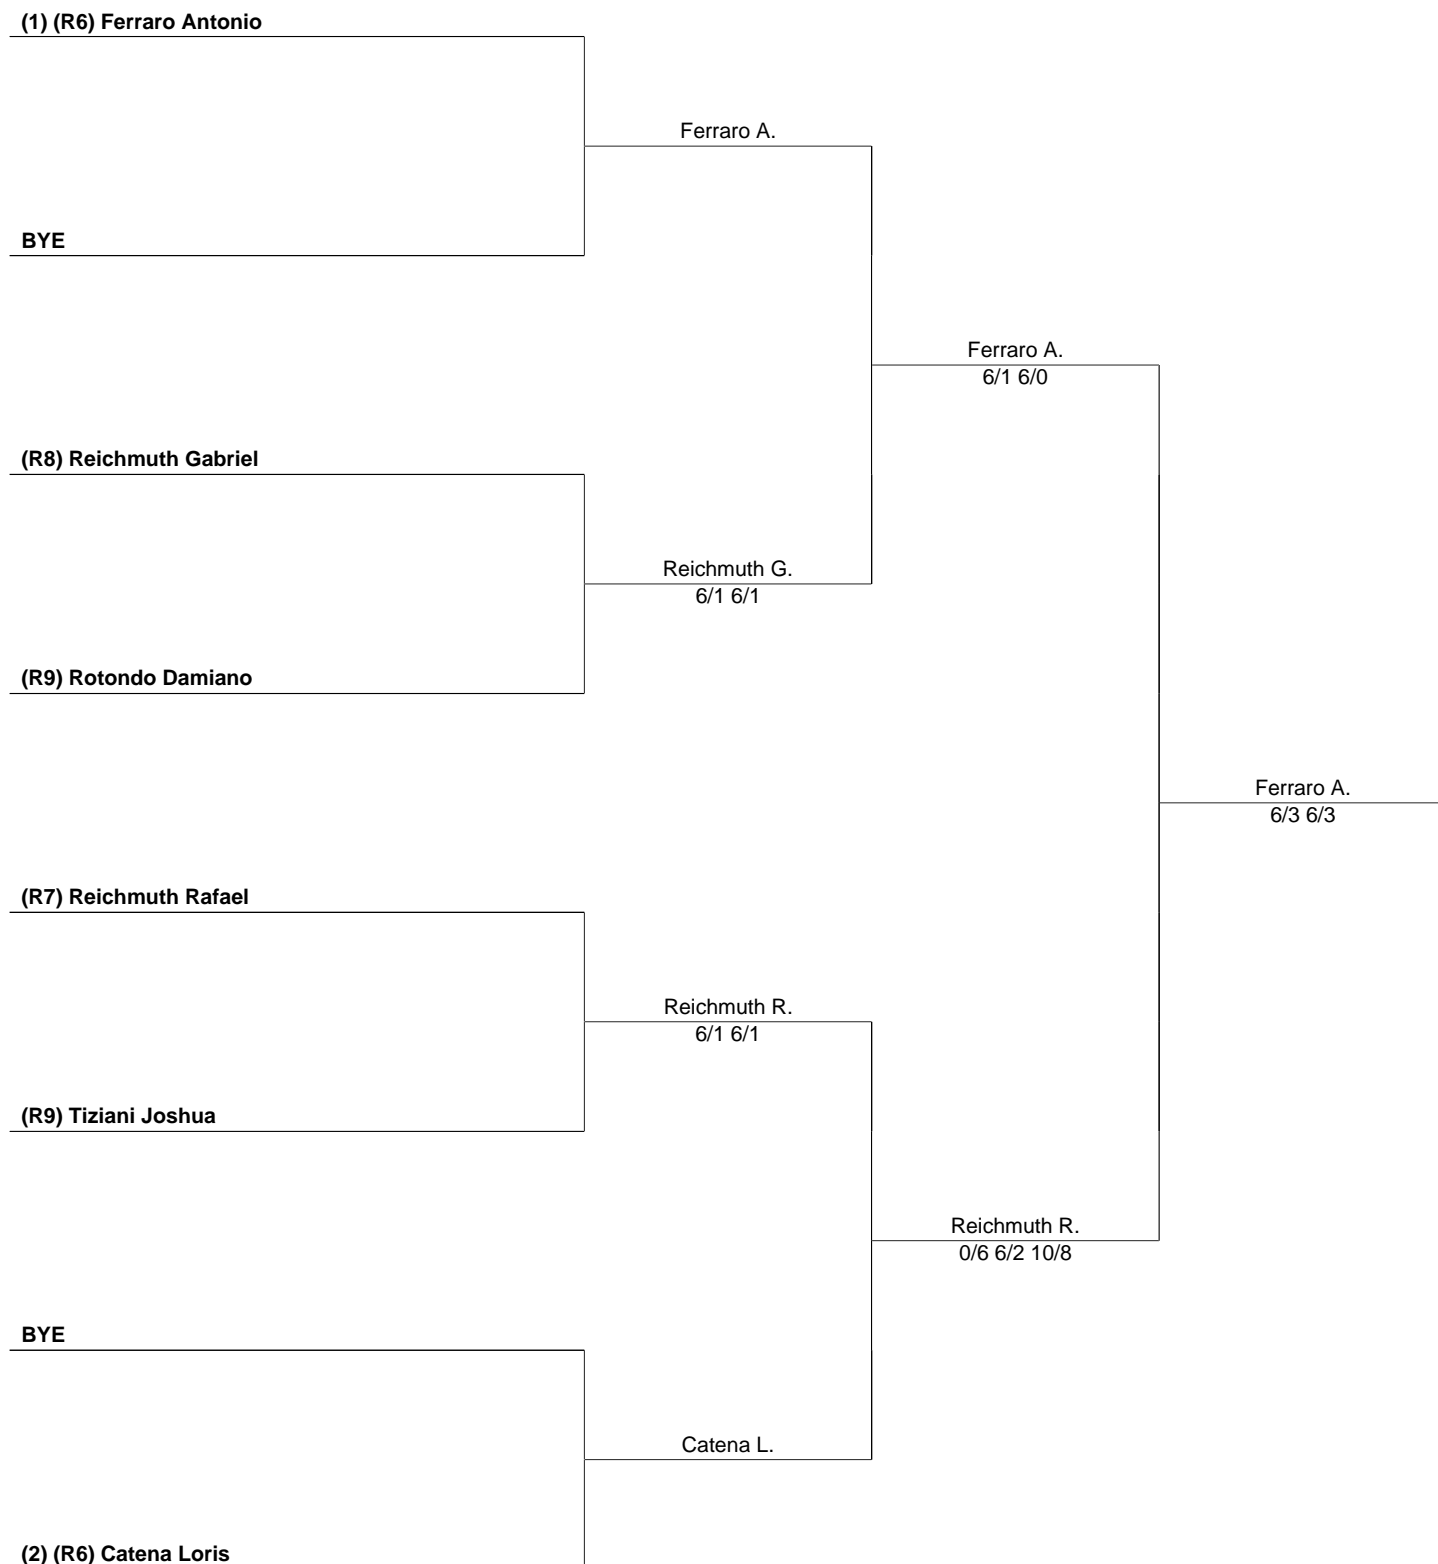 (1) (R6) Ferraro Antonio
Ferraro A.
BYE
Ferraro A.
6/1 6/0
(R8) Reichmuth Gabriel
Reichmuth G.
6/1 6/1
(R9) Rotondo Damiano
Ferraro A.
6/3 6/3
(R7) Reichmuth Rafael
Reichmuth R.
6/1 6/1
(R9) Tiziani Joshua
Reichmuth R.
0/6 6/2 10/8
BYE
Catena L.
(2) (R6) Catena Loris